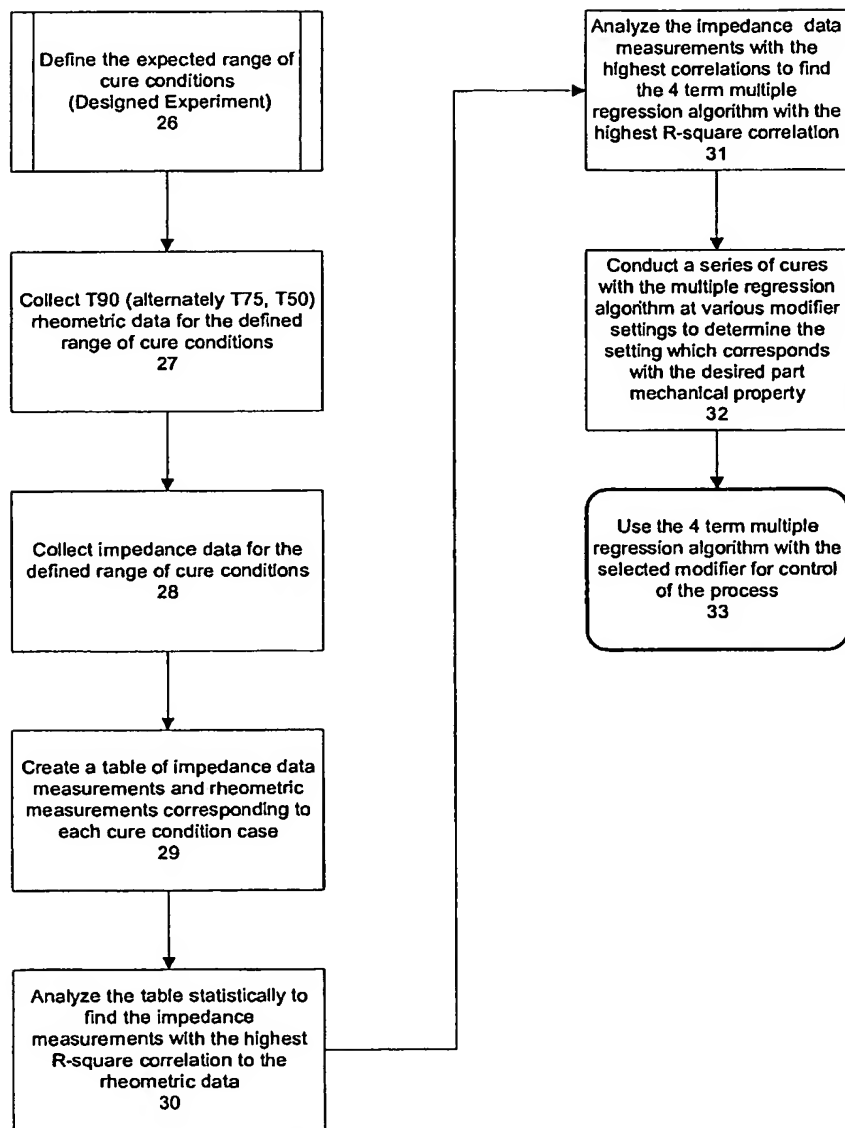 Define the expected range of
cure conditions
(Designed Experiment)
26
Collect T90 (alternately T75, T50)
rheometric data for the defined
range of cure conditions
27
Collect impedance data for the
defined range of cure conditions
28
Create a table of impedance data
measurements and rheometric
measurements corresponding to
each cure condition case
29
Analyze the table statistically to
find the impedance
measurements with the highest
R-square correlation to the
rheometric data
30
Analyze the impedance data
measurements with the
highest correlations to find
the 4 term multiple
regression algorithm with the
highest R-square correlation
31
Conduct a series of cures
with the multiple regression
algorithm at various modifier
settings to determine the
setting which corresponds
with the desired part
mechanical property
32
Use the 4 term multiple
regression algorithm with the
selected modifier for control
of the process
33